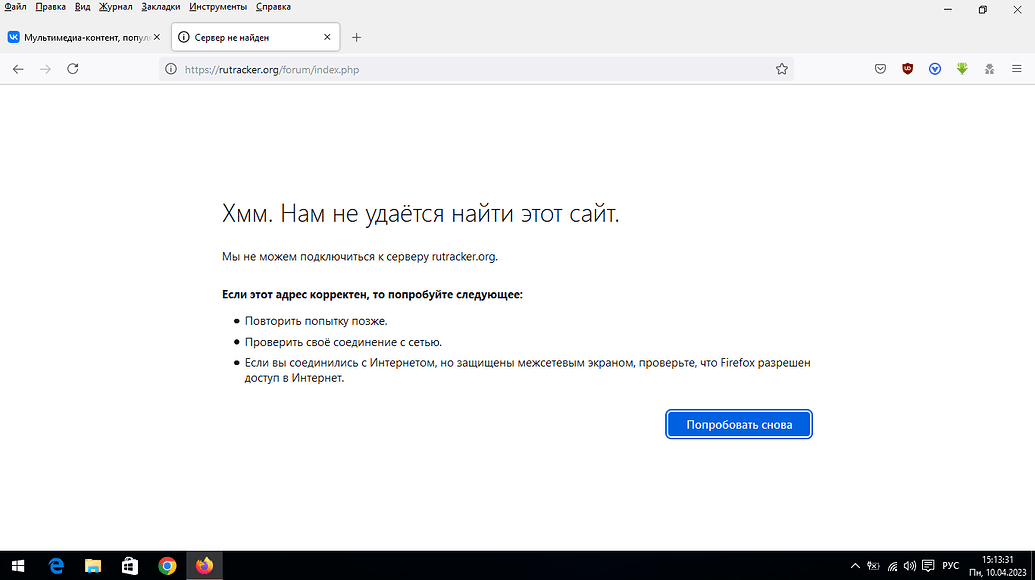 Файл Правка Вид Журнал Закладки Инструменты Справка
Мультимедиа-контент, попул
Сервер не найден
https://rutracker.org/forum/index.php
Хмм. Нам не удаётся найти этот сайт.
Мы не можем подключиться к серверу rutracker.org.
Если этот адрес корректен, то попробуйте следующее:
Повторить попытку позже.
Проверить своё соединение с сетью.
Если вы соединились с Интернетом, но защищены межсетевым экраном, проверьте, что Firefox разрешен
доступ в Интернет.
Попробовать снова
РУС
15:13:31
Пн, 10.04.2023